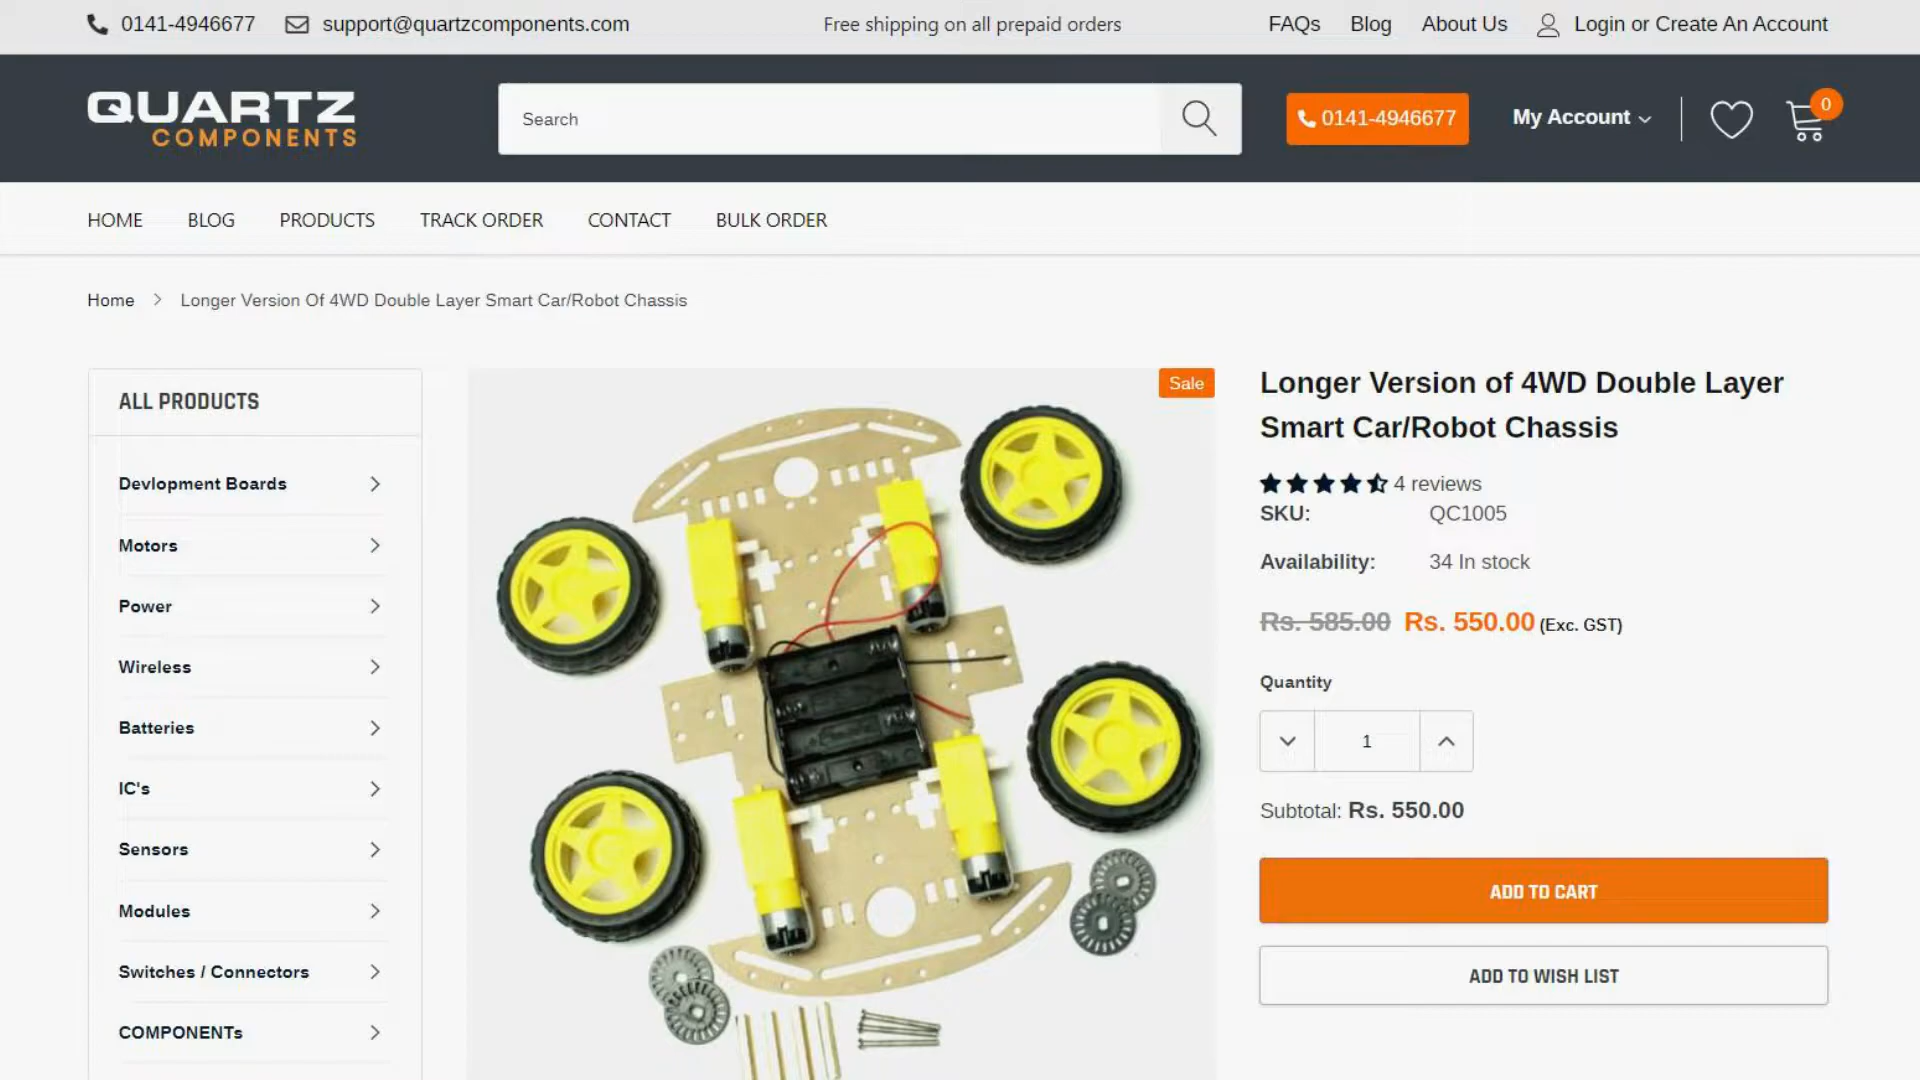 0141-4946677
support@quartzcomponents.com
Free shipping on all prepaid orders
FAQs
Blog
About Us
Login or Create An Account
QUARTZ
COMPONENTS
Search
0141-4946677
My Account
0
HOME
BLOG
PRODUCTS
TRACK ORDER
CONTACT
BULK ORDER
Home
Longer Version Of 4WD Double Layer Smart Car/Robot Chassis
ALL PRODUCTS
Devlopment Boards
Motors
Power
Wireless
Batteries
IC's
Sensors
Modules
Switches / Connectors
COMPONENTs
Sale
Longer Version of 4WD Double Layer
Smart Car/Robot Chassis
4 reviews
SKU: QC1005
Availability: 34 In stock
Rs. 585.00 Rs. 550.00 (Exc. GST)
Quantity
1
Subtotal: Rs. 550.00
ADD TO CART
ADD TO WISH LIST